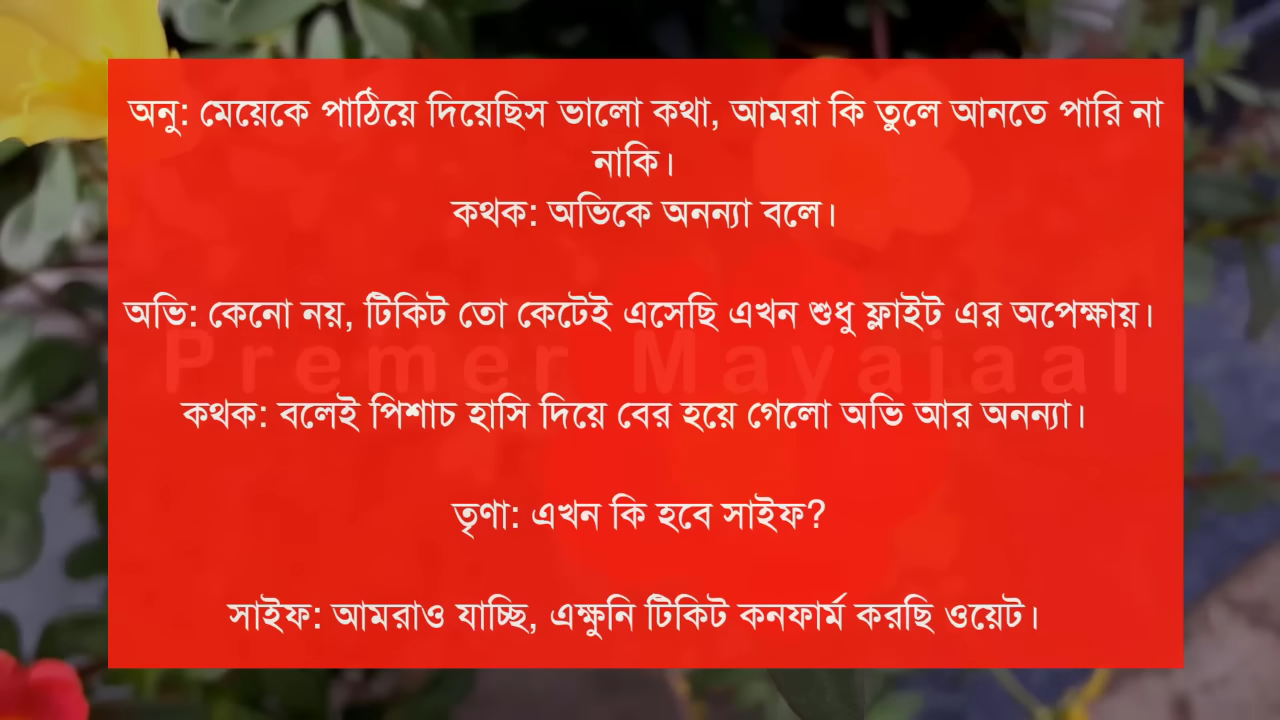 অনু: মেয়েকে পাঠিয়ে দিয়েছিস ভালো কথা, আমরা কি তুলে আনতে পারি না
নাকি।
কথক: অভিকে অনন্যা বলে।
অভি: কেনো নয়, টিকিট তো কেটেই এসেছি এখন শুধু ফ্লাইট এর অপেক্ষায়।
Premer Mayajaal
কথক: বলেই পিশাচ হাসি দিয়ে বের হয়ে গেলো অভি আর অনন্যা।
তৃণা: এখন কি হবে সাইফ?
সাইফ: আমরাও যাচ্ছি, এক্ষুনি টিকিট কনফার্ম করছি ওয়েট।